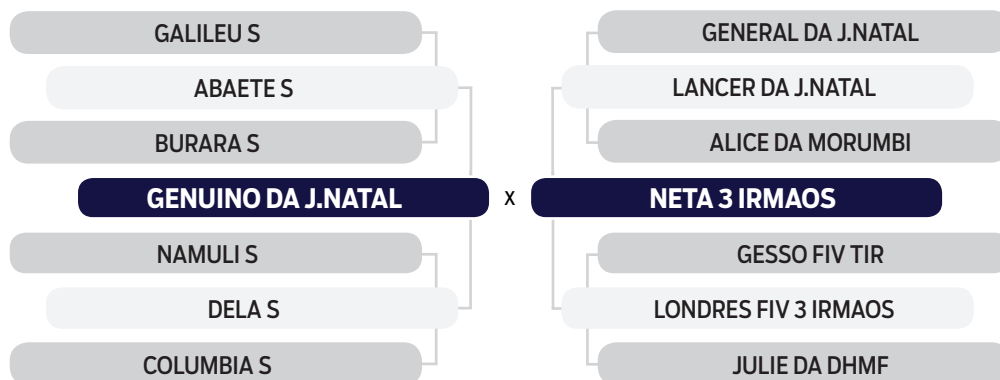 GALILEU S
ABAETE S
BURARA S
GENUINO DA J.NATAL
NAMULI S
DELA S
COLUMBIA S
x
GENERAL DA J.NATAL
LANCER DA J.NATAL
ALICE DA MORUMBI
NETA 3 IRMAOS
GESSO FIV TIR
LONDRES FIV 3 IRMAOS
JULIE DA DHMF